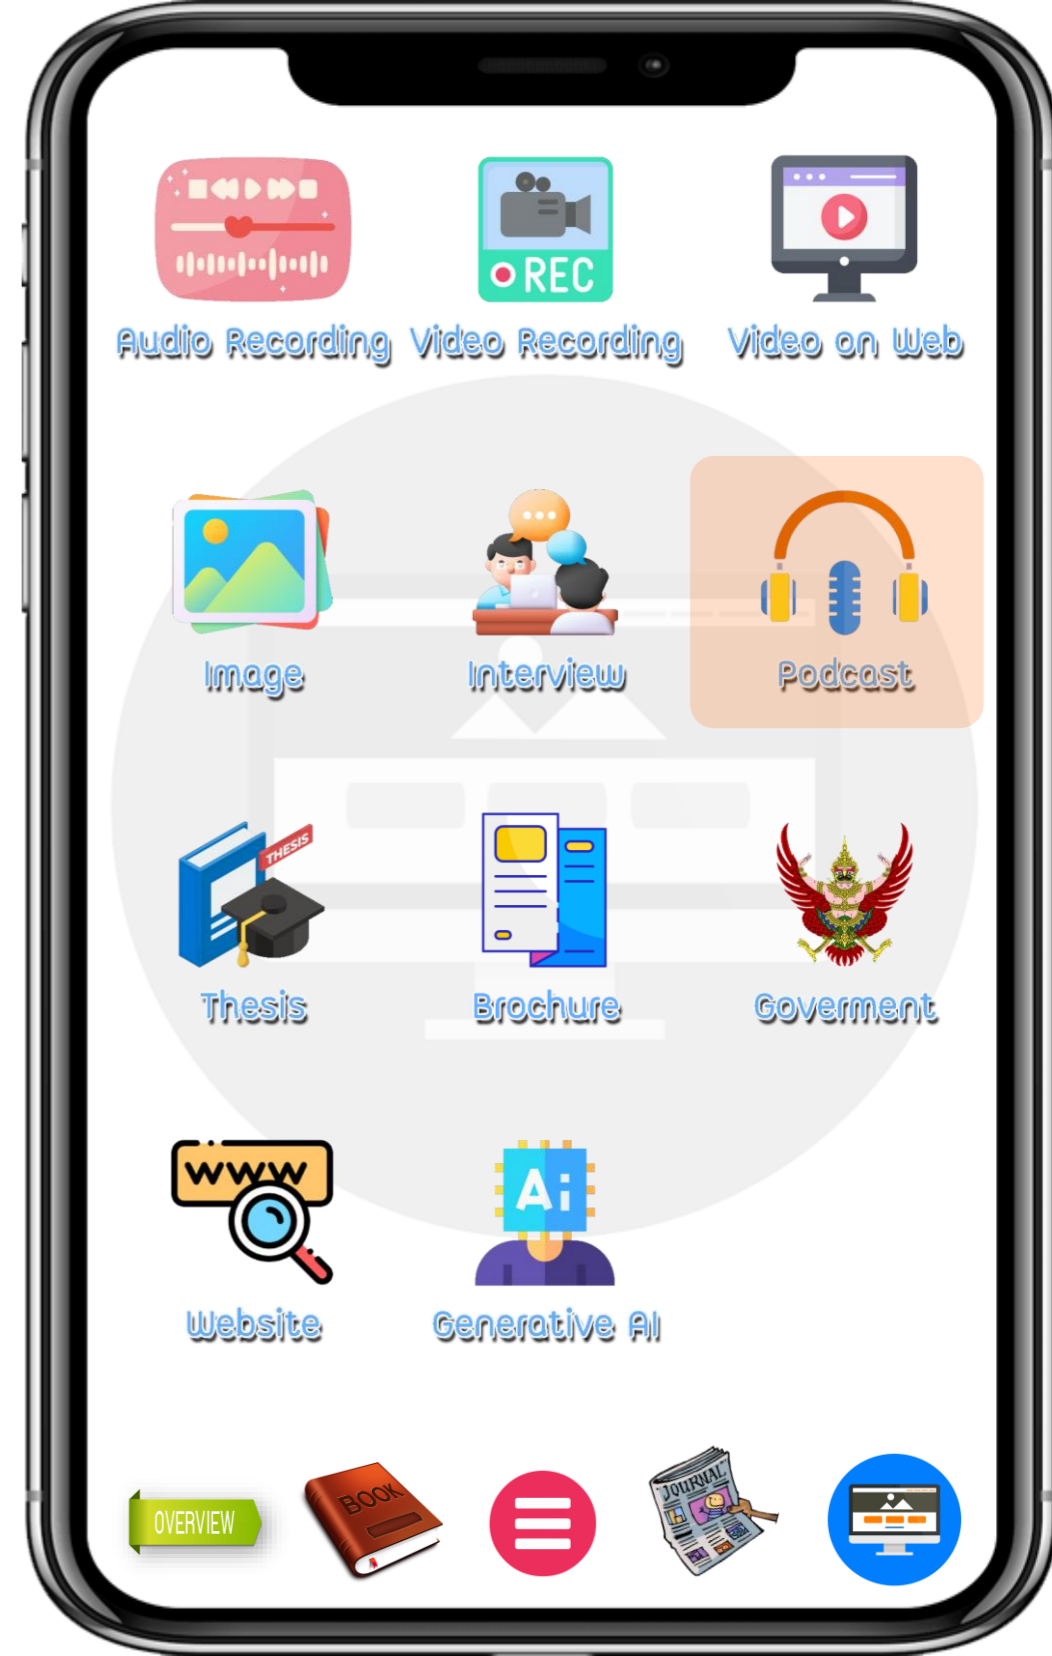 REC
Audio Recording Video Recording Video on Web
Image Interview Podcast
THESIS
Thesis Brochure Goverment
WWW
Ai
Website Generative AI
OVERVIEW
BOOK
JOURNAL